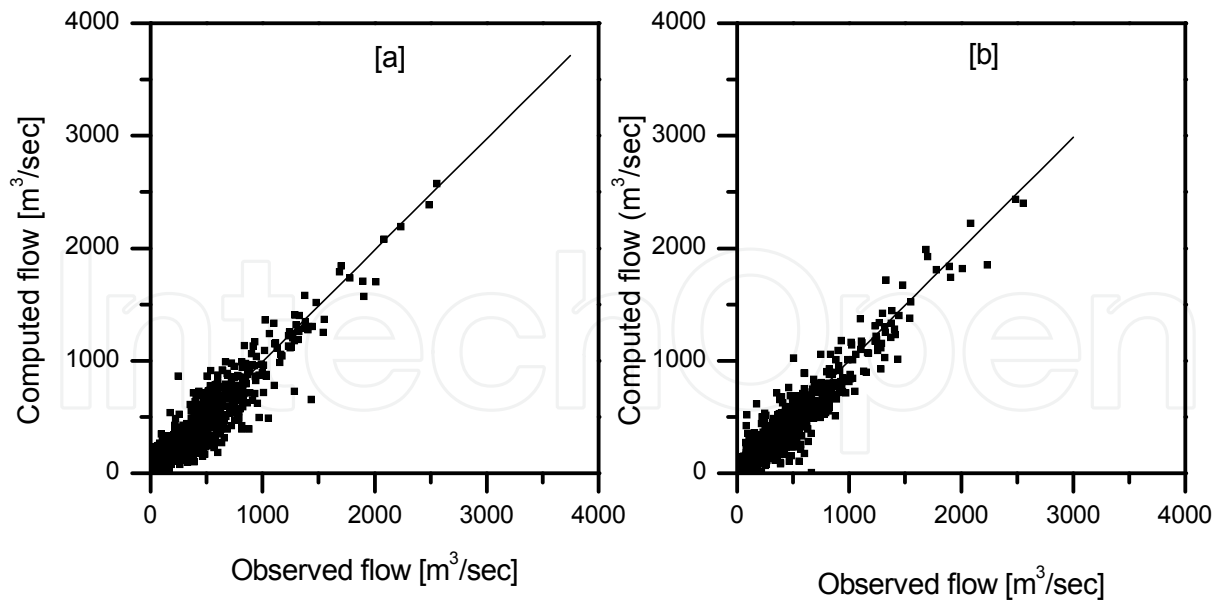 [a]
4000
3000
2000
1000
0
Computed flow [m³/sec]
0 1000 2000 3000 4000
Observed flow [m³/sec]
[b]
4000
3000
2000
1000
0
Computed flow (m³/sec]
0 1000 2000 3000 4000
Observed flow [m³/sec]
IntechOpen